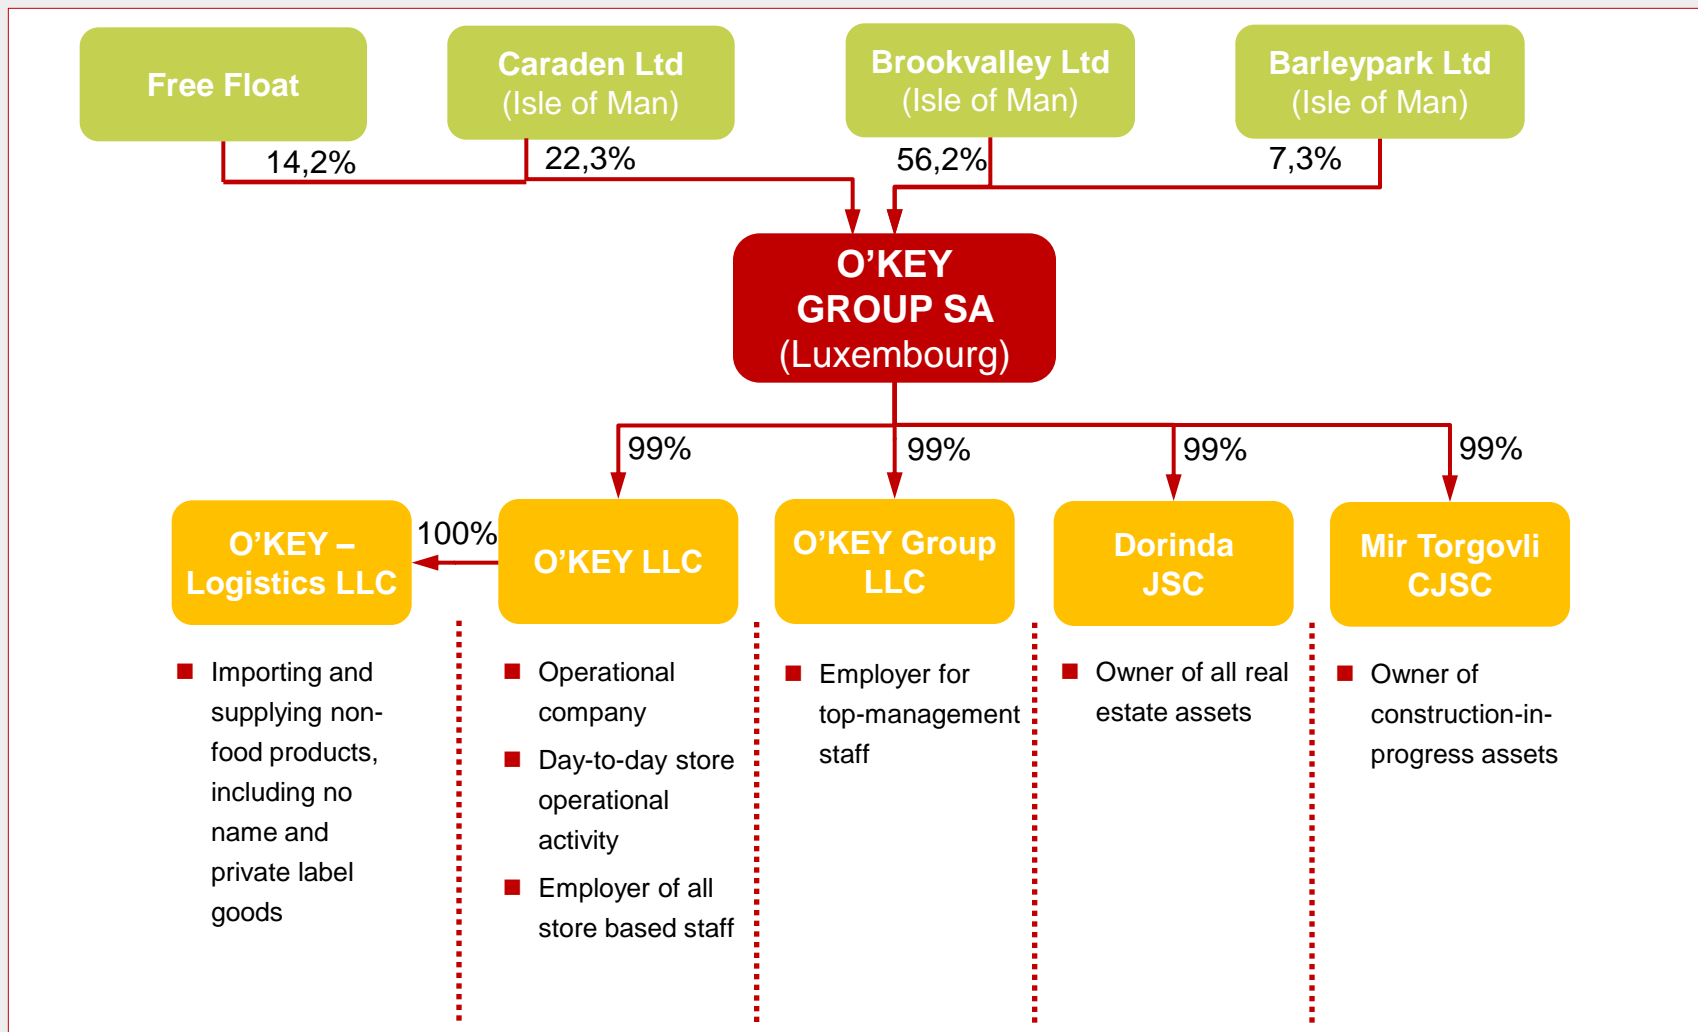 Free Float
Caraden Ltd
(Isle of Man)
Brookvalley Ltd
(Isle of Man)
Barleypark Ltd
(Isle of Man)
14,2%
22,3%
56,2%
7,3%
O’KEY
GROUP SA
(Luxembourg)
99%
99%
99%
99%
O’KEY –
Logistics LLC
100%
O’KEY LLC
O’KEY Group
LLC
Dorinda
JSC
Mir Torgovli
CJSC
Importing and
supplying non-
food products,
including no
name and
private label
goods
Operational
company
Day-to-day store
operational
activity
Employer of all
store based staff
Employer for
top-management
staff
Owner of all real
estate assets
Owner of
construction-in-
progress assets